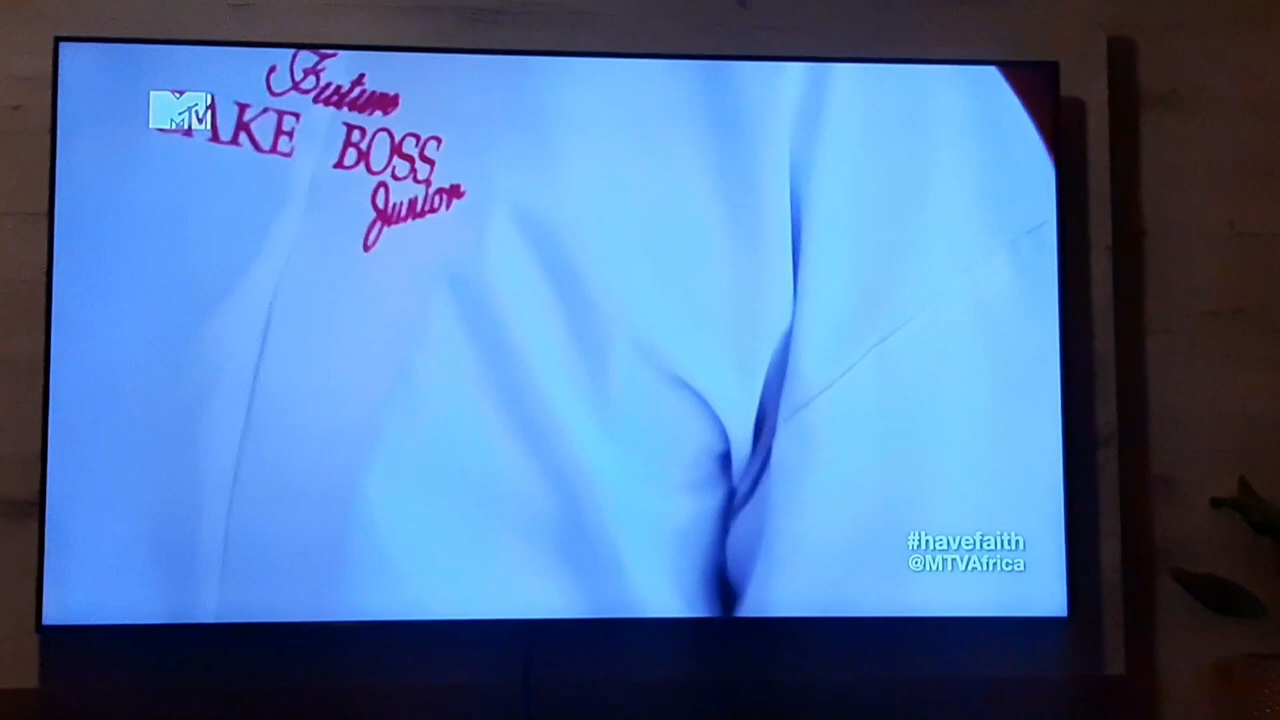 Future
MTV
AKE BOSS
Junior
#havefaith
@MTVAfrica